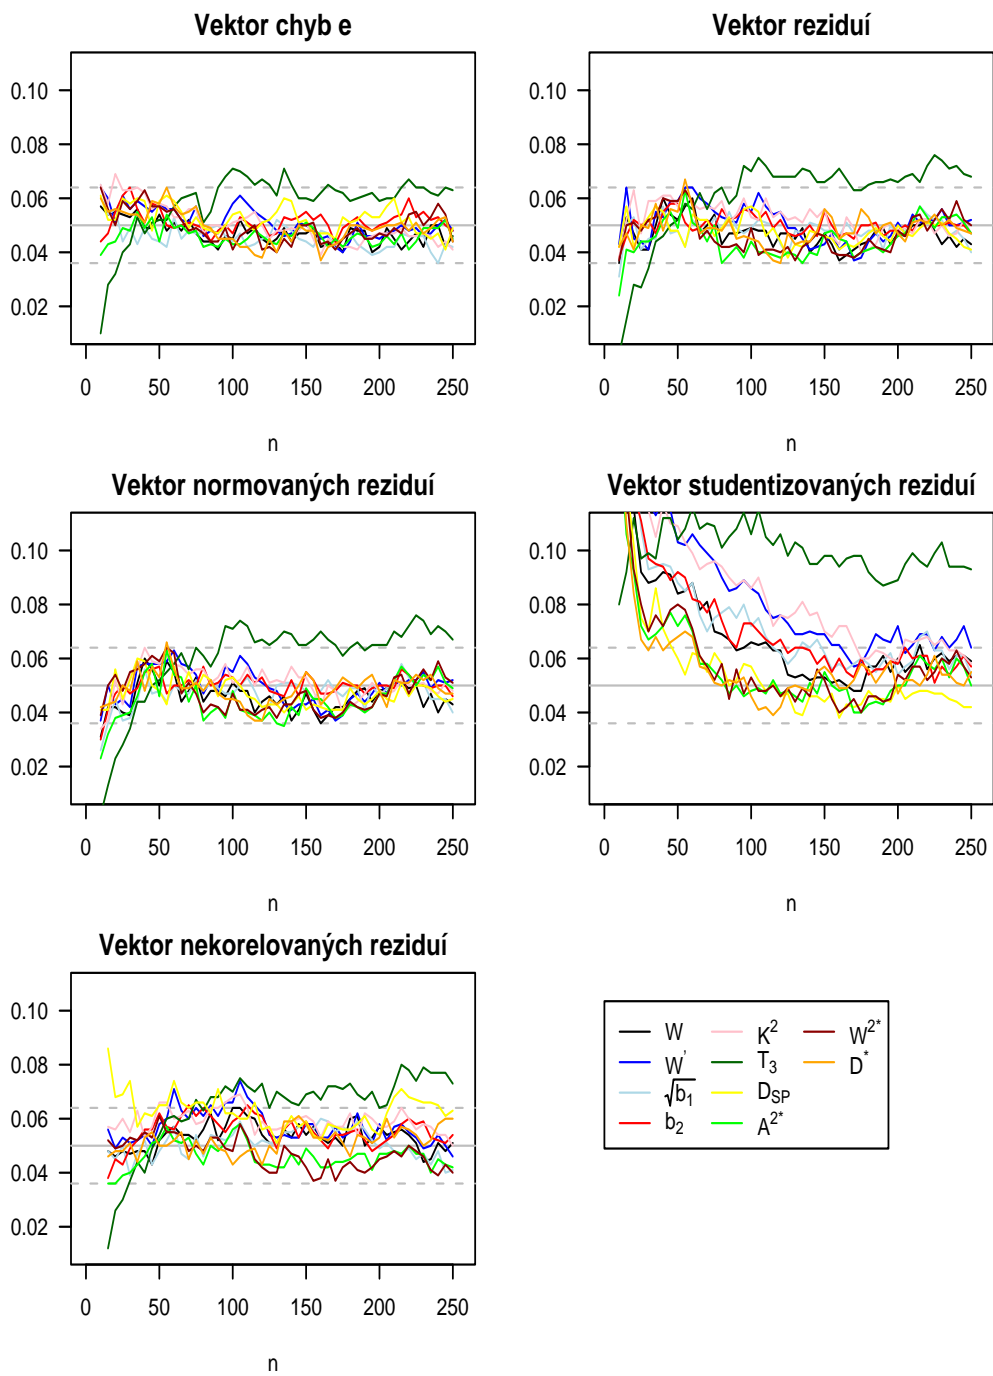 Vektor chyb e
0.10
0.08
0.06
0.04
0.02
0 50 100 150 200 250
n
Vektor reziduí
0.10
0.08
0.06
0.04
0.02
0 50 100 150 200 250
n
Vektor normovaných reziduí
0.10
0.08
0.06
0.04
0.02
0 50 100 150 200 250
n
Vektor studentizovaných reziduí
0.10
0.08
0.06
0.04
0.02
0 50 100 150 200 250
n
Vektor nekorelovaných reziduí
0.10
0.08
0.06
0.04
0.02
0 50 100 150 200 250
n
W
W'
√b₁
b₂
K²
T₃
D_SP
A²*
W²*
D*